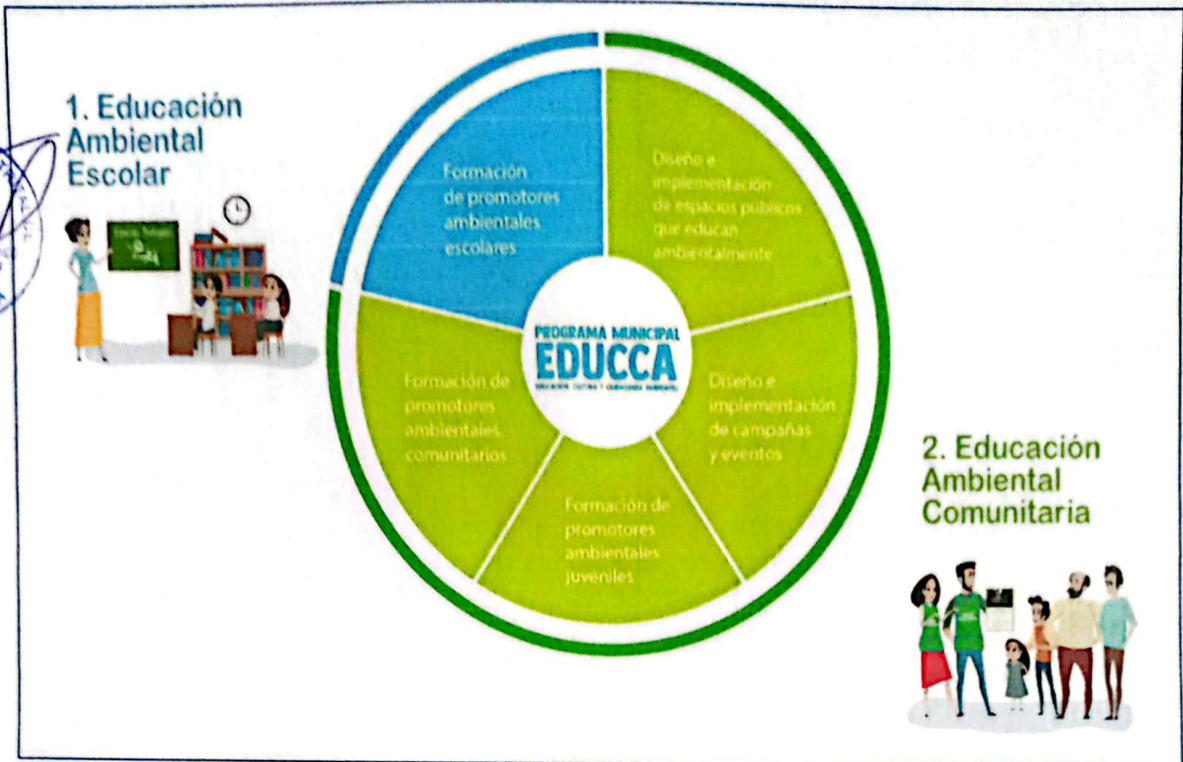 1. Educación
Ambiental
Escolar
Formación
de promotores
ambientales
escolares
Diseño e
implementación
de espacios públicos
que educan
ambientalmente
PROGRAMA MUNICIPAL
EDUCCA
Formación de
promotores
ambientales
comunitarios
Diseño e
implementación
de campañas
y eventos
Formación de
promotores
ambientales
juveniles
2. Educación
Ambiental
Comunitaria